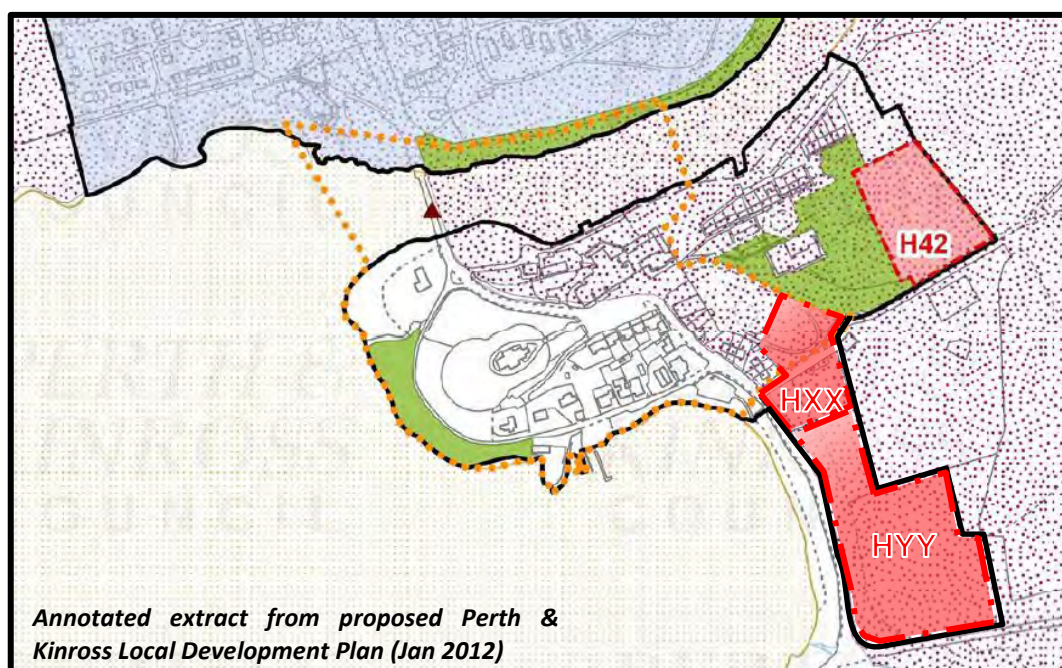 H42
HXX
HYY
Annotated extract from proposed Perth &
Kinross Local Development Plan (Jan 2012)